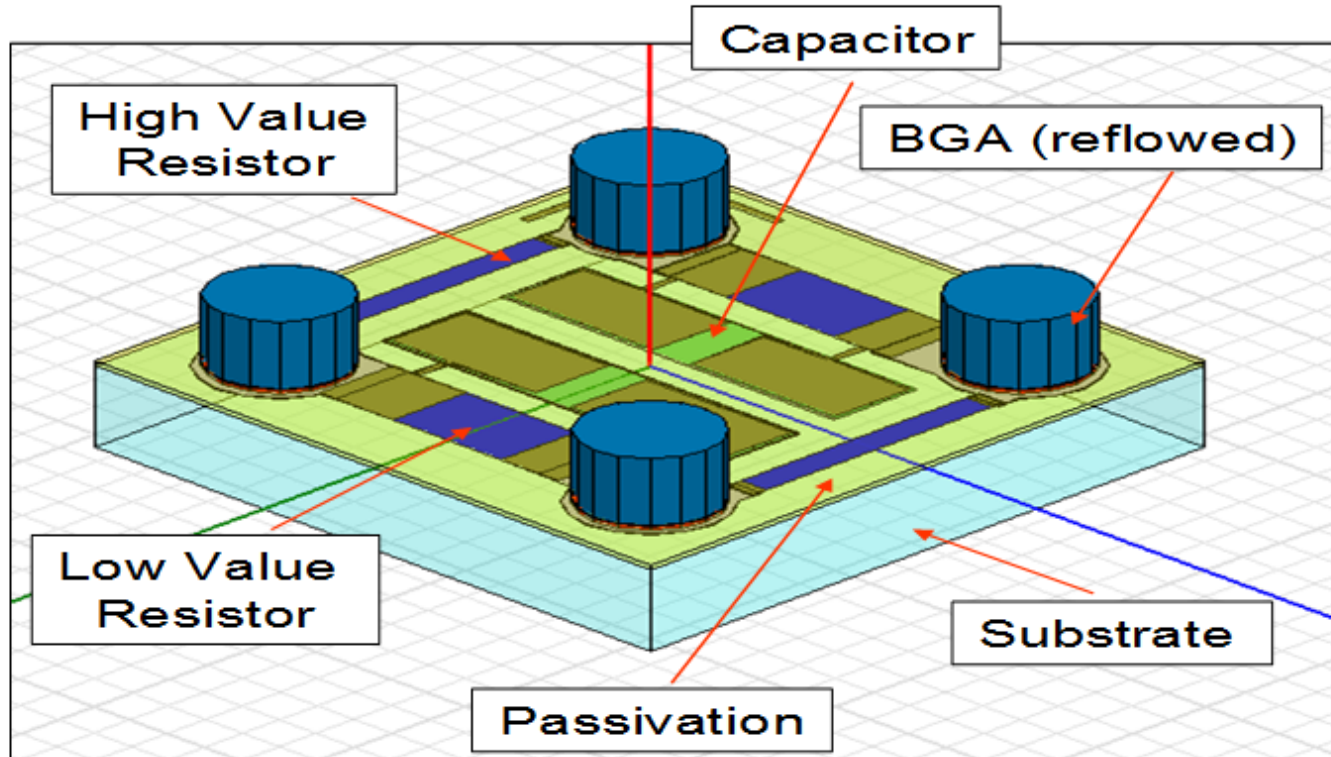 Capacitor
High Value
Resistor
BGA (reflowed)
Low Value
Resistor
Substrate
Passivation